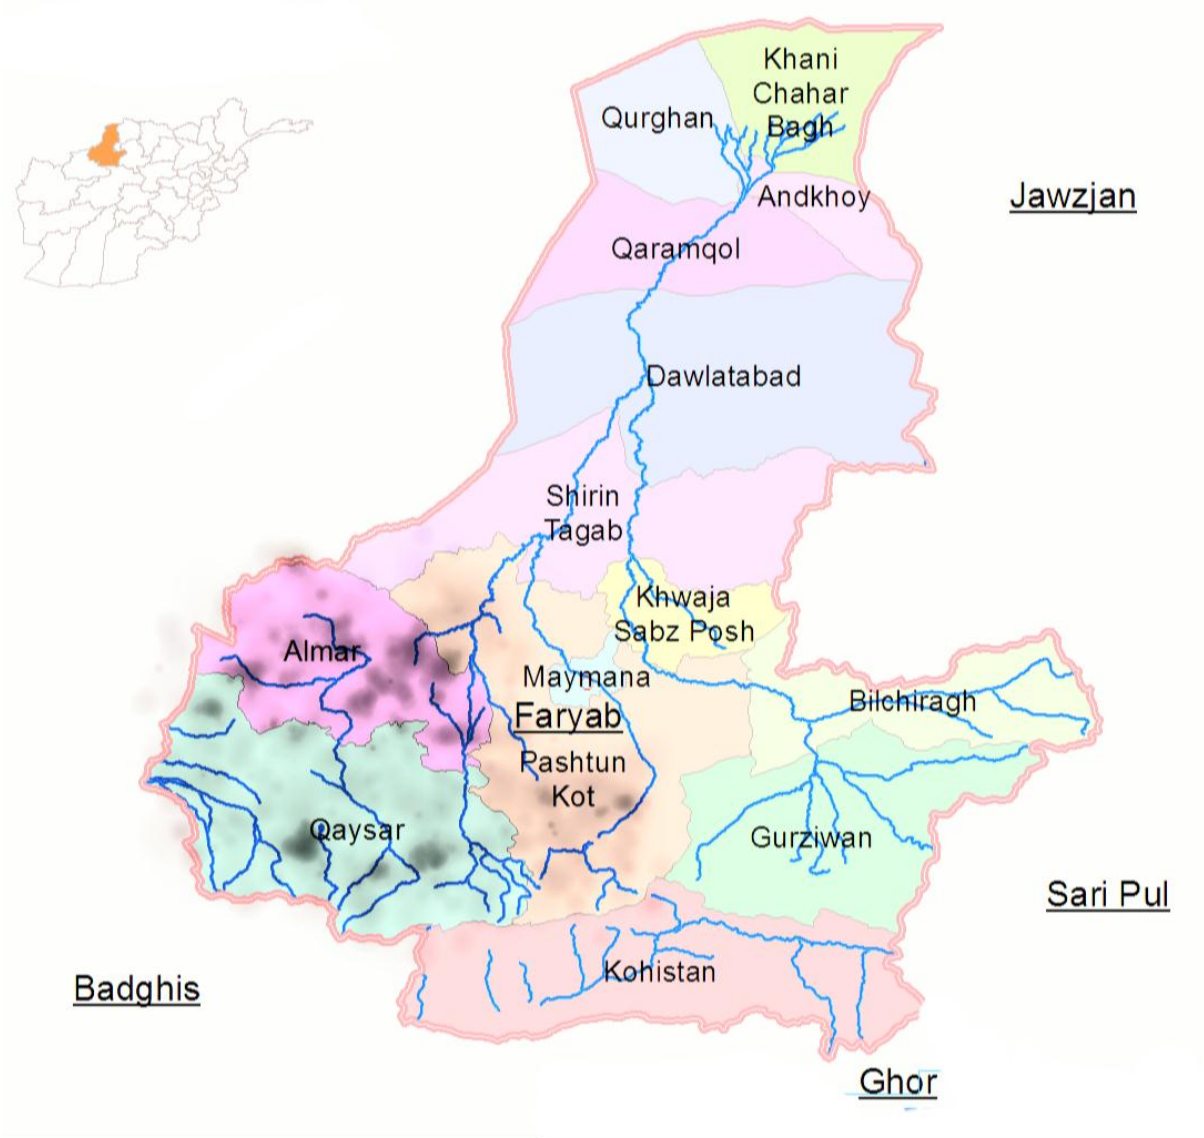 Khani
Chahar
Bagh
Qurghan
Andkhoy
Jawzjan
Qaramqol
Dawlatabad
Shirin
Tagab
Khwaja
Sabz Posh
Almar
Maymana
Bilchiragh
Faryab
Pashtun
Kot
Qaysar
Gurziwan
Sari Pul
Kohistan
Badghis
Ghor